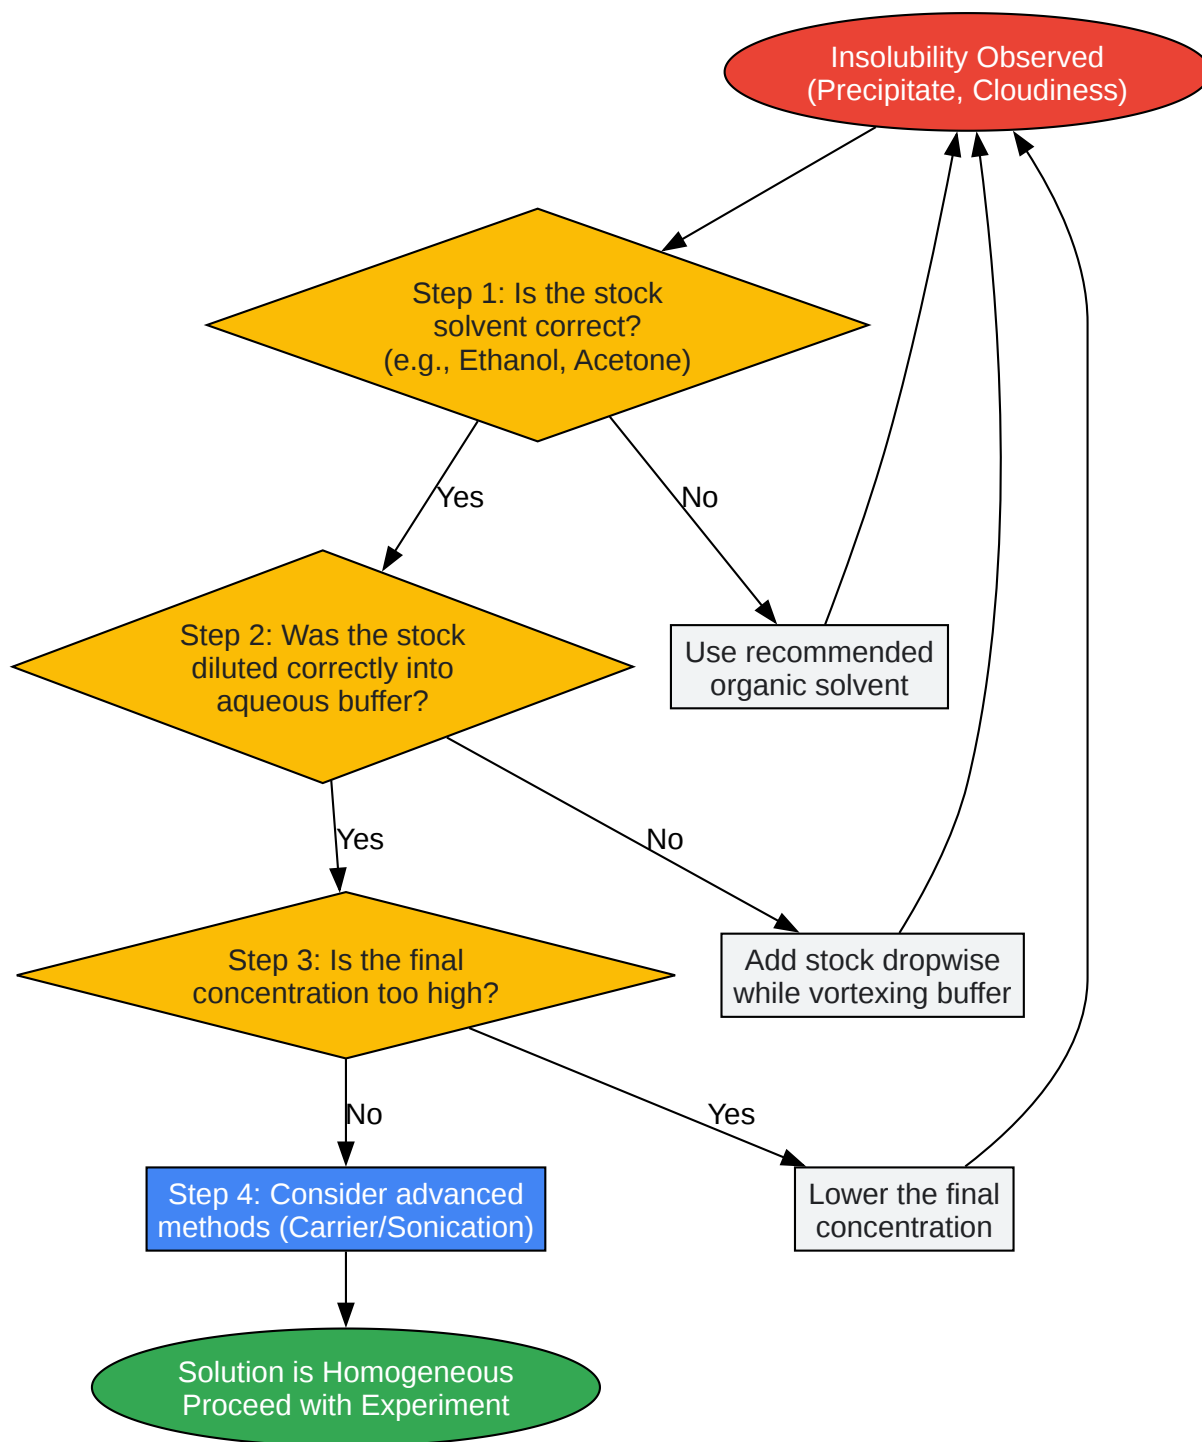 Insolubility Observed
(Precipitate, Cloudiness)
Step 1: Is the stock
solvent correct?
(e.g., Ethanol, Acetone)
Yes
No
Step 2: Was the stock
diluted correctly into
aqueous buffer?
Use recommended
organic solvent
Yes
No
Step 3: Is the final
concentration too high?
Add stock dropwise
while vortexing buffer
No
Yes
Step 4: Consider advanced
methods (Carrier/Sonication)
Lower the final
concentration
Solution is Homogeneous
Proceed with Experiment